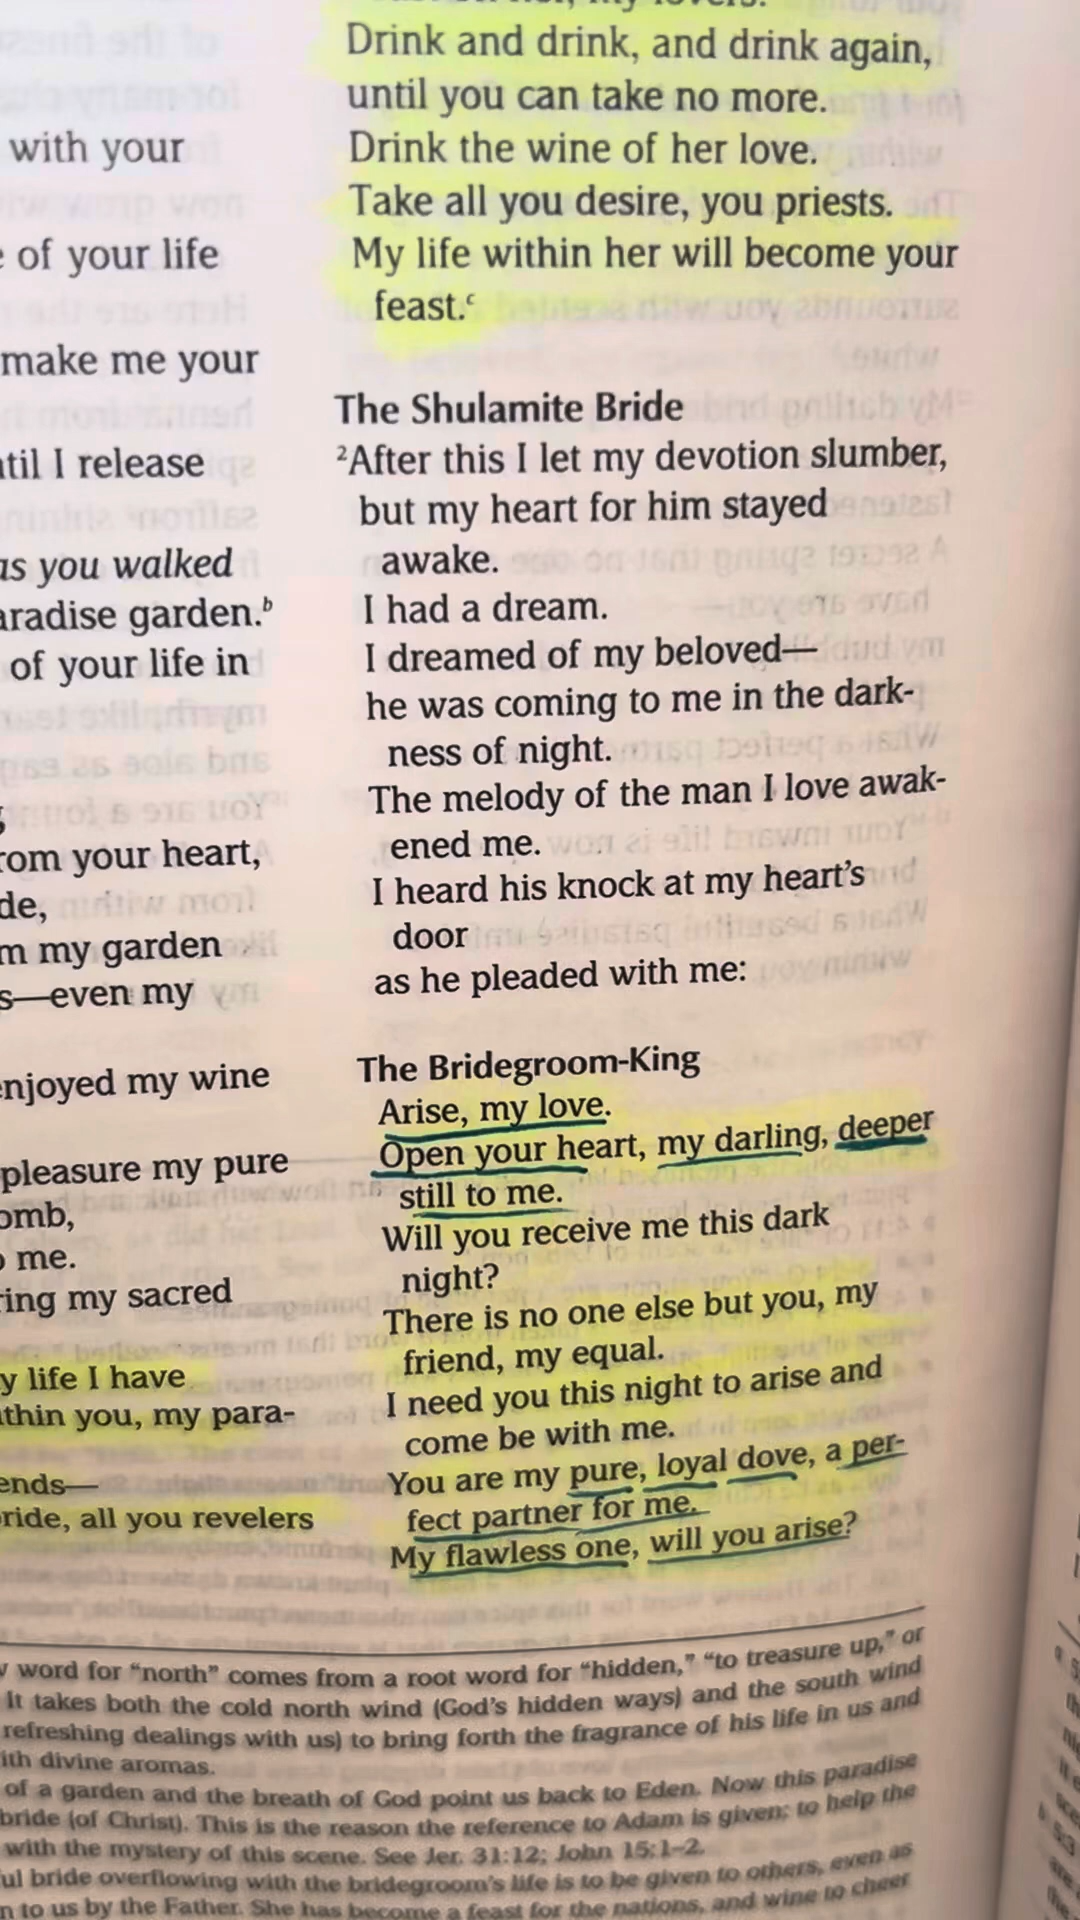 with your
of your life
make me your
til I release
as you walked
aradise garden.ᵇ
of your life in
rom your heart,
de,
m my garden
s—even my
enjoyed my wine
pleasure my pure
omb,
me.
ring my sacred
y life I have
thin you, my para-
ends—
ride, all you revelers
Drink and drink, and drink again,
until you can take no more.
Drink the wine of her love.
Take all you desire, you priests.
My life within her will become your
feast.ᶜ
The Shulamite Bride
²After this I let my devotion slumber,
but my heart for him stayed
awake.
I had a dream.
I dreamed of my beloved—
he was coming to me in the dark-
ness of night.
The melody of the man I love awak-
ened me.
I heard his knock at my heart's
door
as he pleaded with me:
The Bridegroom-King
Arise, my love.
Open your heart, my darling, deeper
still to me.
Will you receive me this dark
night?
There is no one else but you, my
friend, my equal.
I need you this night to arise and
come be with me.
You are my pure, loyal dove, a per-
fect partner for me.
My flawless one, will you arise?
word for "north" comes from a root word for "hidden," "to treasure up," or
It takes both the cold north wind (God's hidden ways) and the south wind
refreshing dealings with us) to bring forth the fragrance of his life in us and
ith divine aromas.
of a garden and the breath of God point us back to Eden. Now this paradise
bride (of Christ). This is the reason the reference to Adam is given: to help the
with the mystery of this scene. See Jer. 31:12; John 15:1–2.
ul bride overflowing with the bridegroom's life is to be given to others, even as
n to us by the Father. She has become a feast for the nations, and wine to cheer